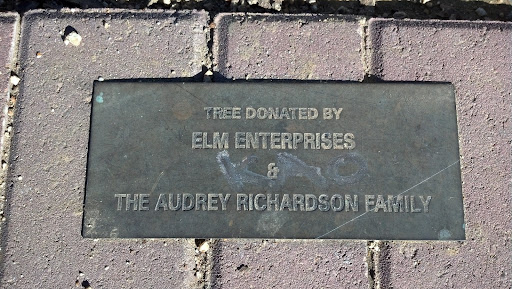 TREE DONATED BY
ELM ENTERPRISES
&
THE AUDREY RICHARDSON FAMILY